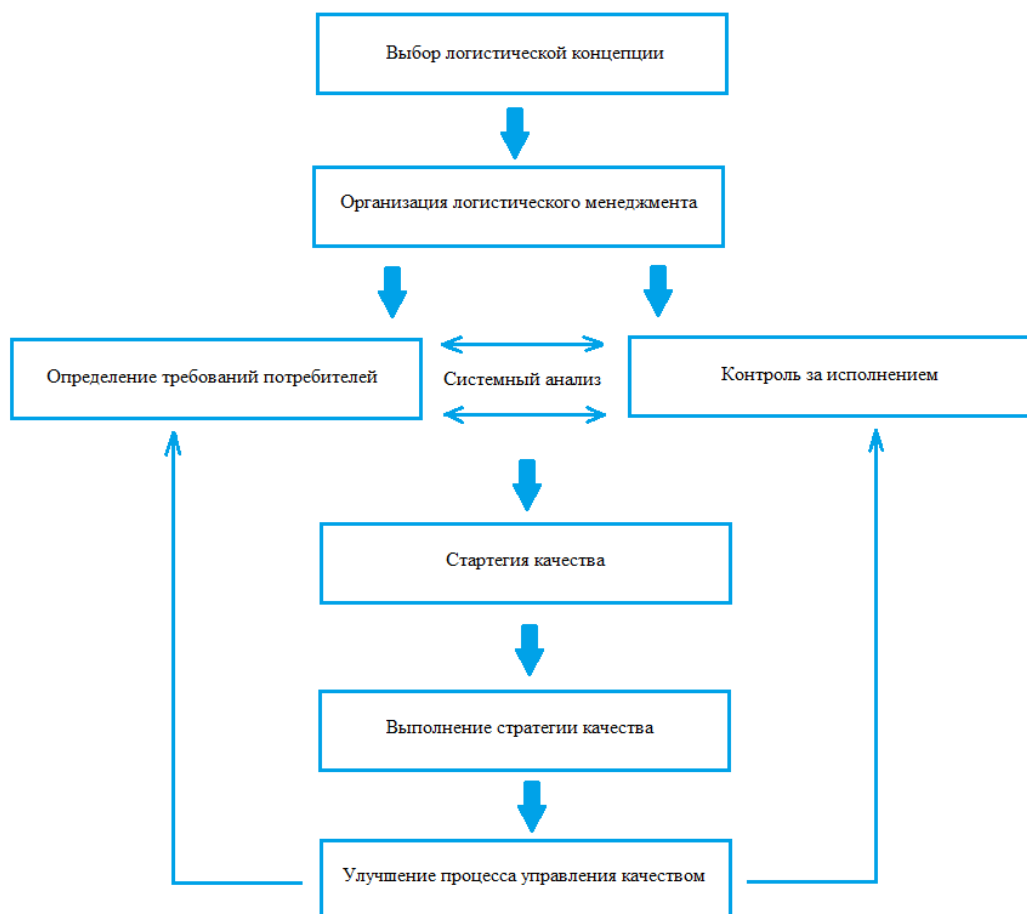 Выбор логистической концепции
Организация логистического менеджмента
Определение требований потребителей
Системный анализ
Контроль за исполнением
Стартегия качества
Выполнение стратегии качества
Улучшение процесса управления качеством